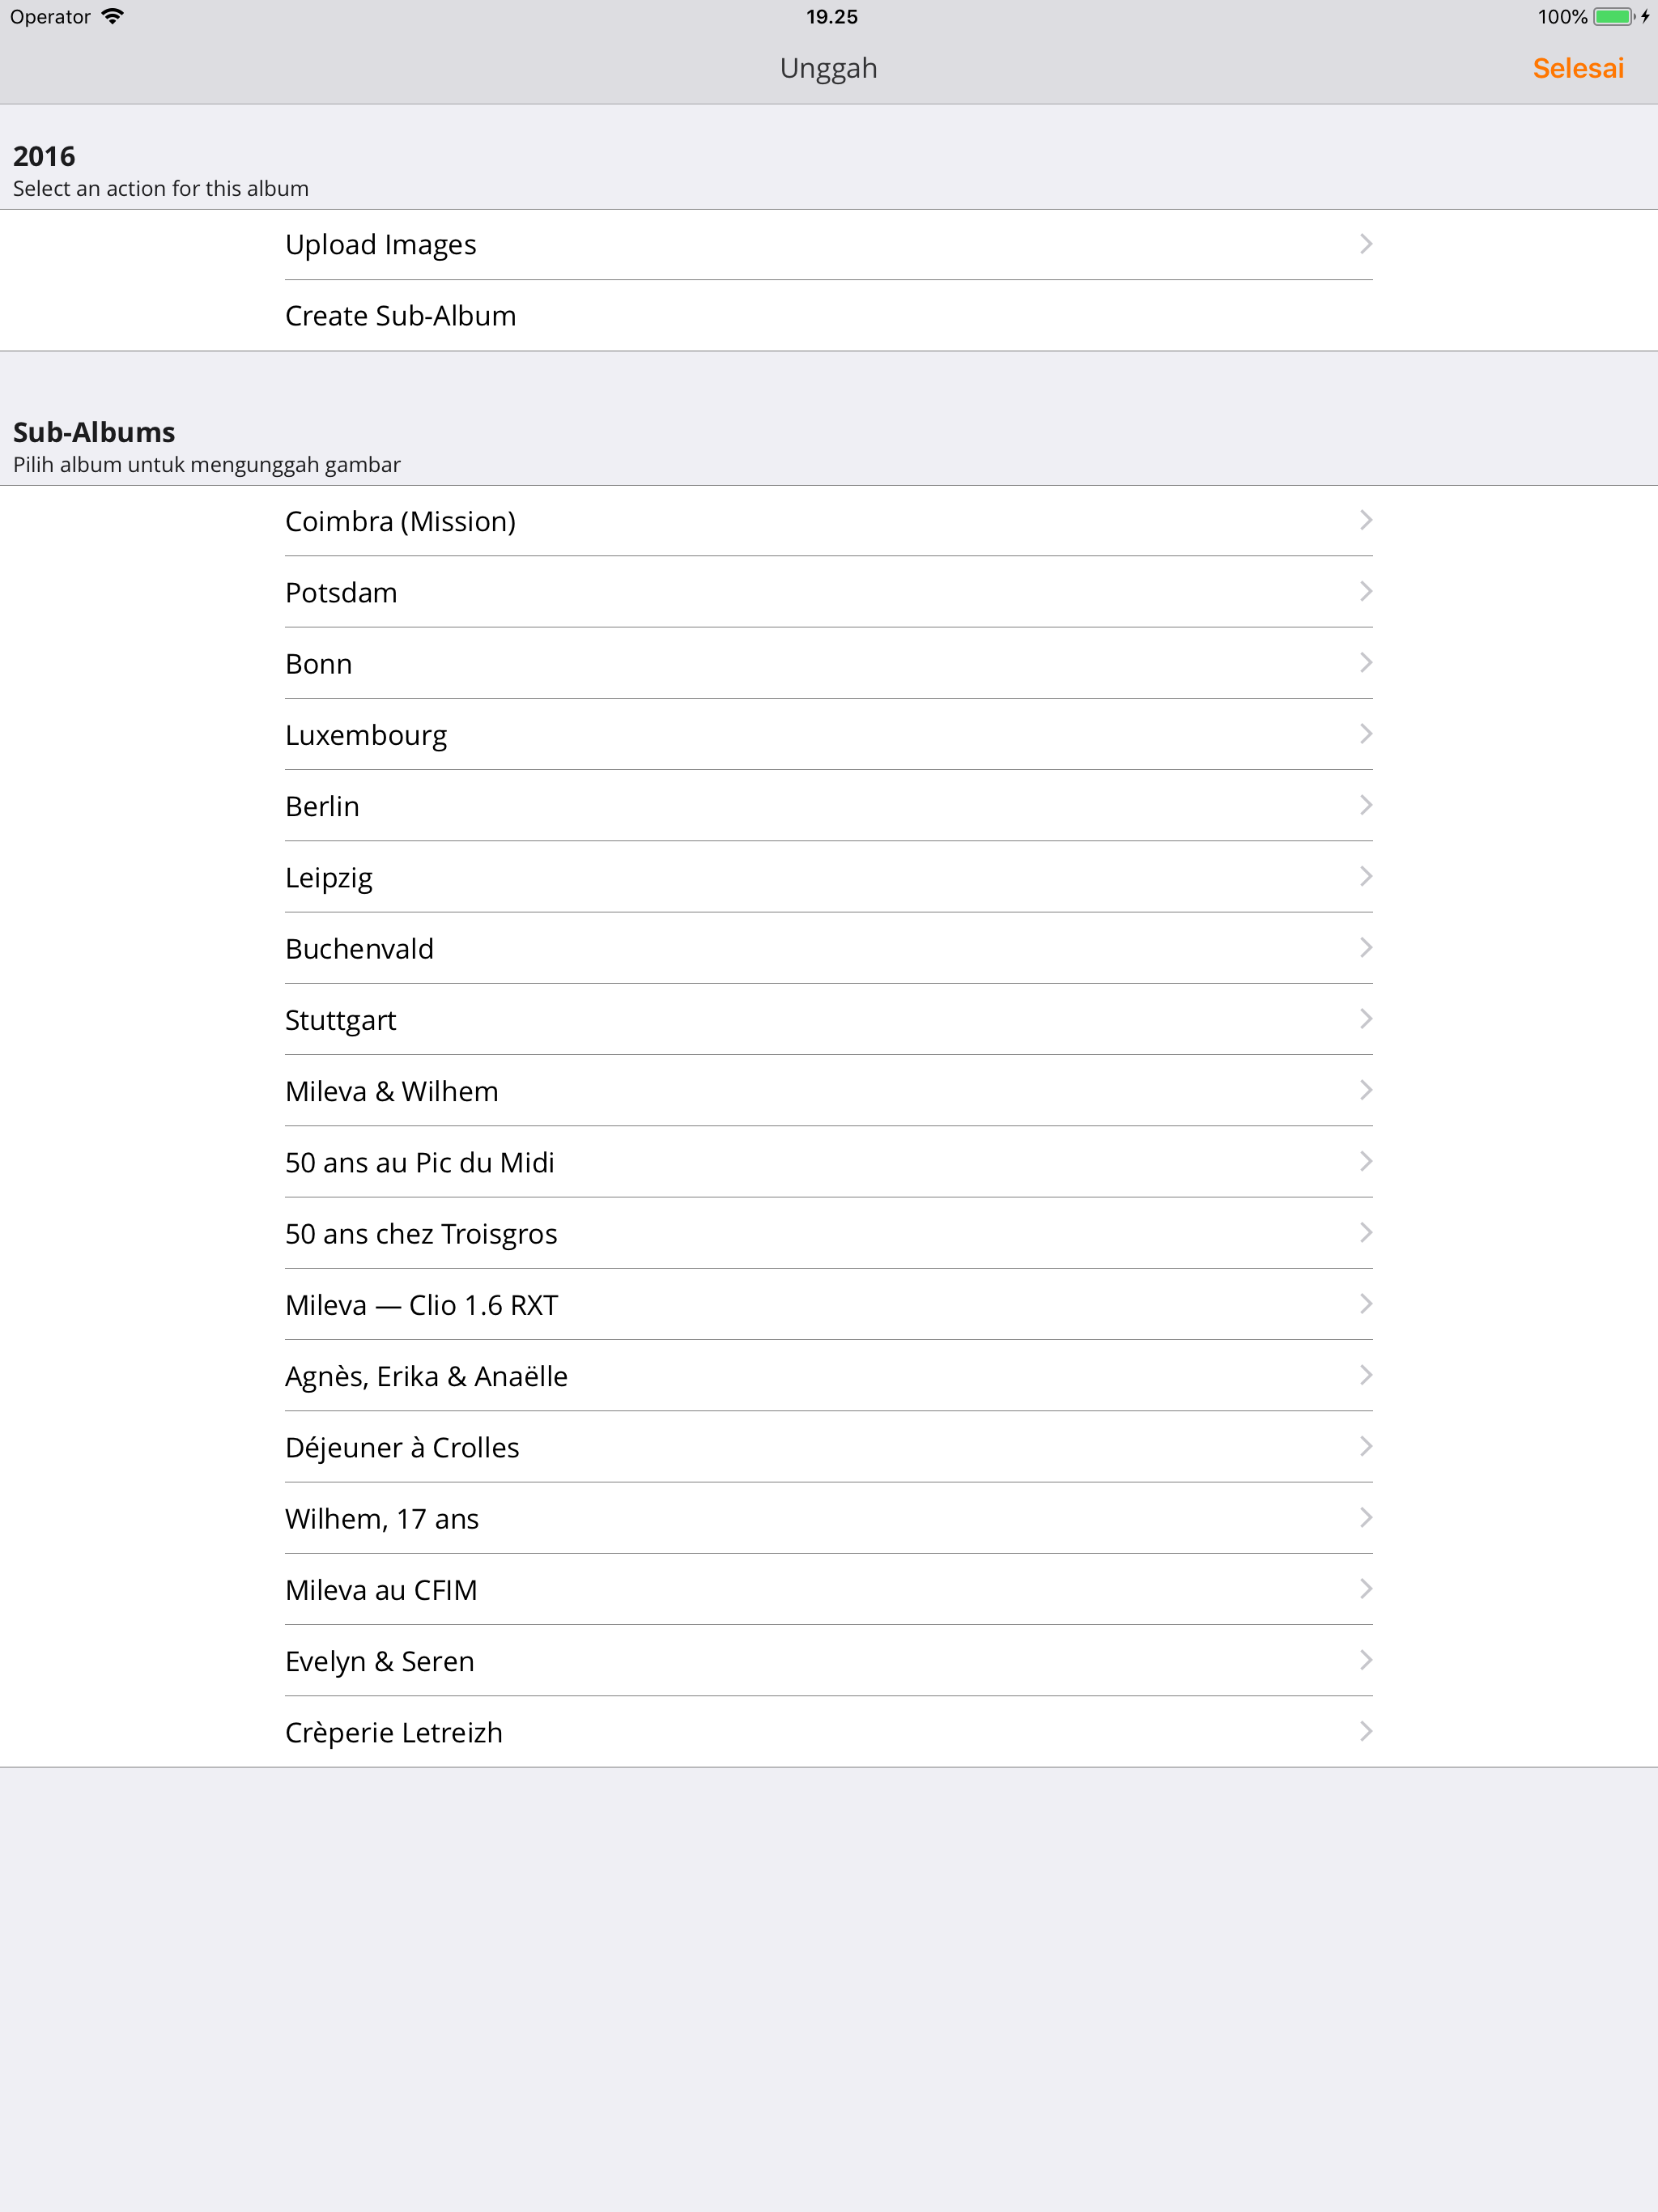 Operator 19.25 100%
Unggah Selesai
2016
Select an action for this album
Upload Images
Create Sub-Album
Sub-Albums
Pilih album untuk mengunggah gambar
Coimbra (Mission)
Potsdam
Bonn
Luxembourg
Berlin
Leipzig
Buchenvald
Stuttgart
Mileva & Wilhem
50 ans au Pic du Midi
50 ans chez Troisgros
Mileva — Clio 1.6 RXT
Agnès, Erika & Anaëlle
Déjeuner à Crolles
Wilhem, 17 ans
Mileva au CFIM
Evelyn & Seren
Crèperie Letreizh